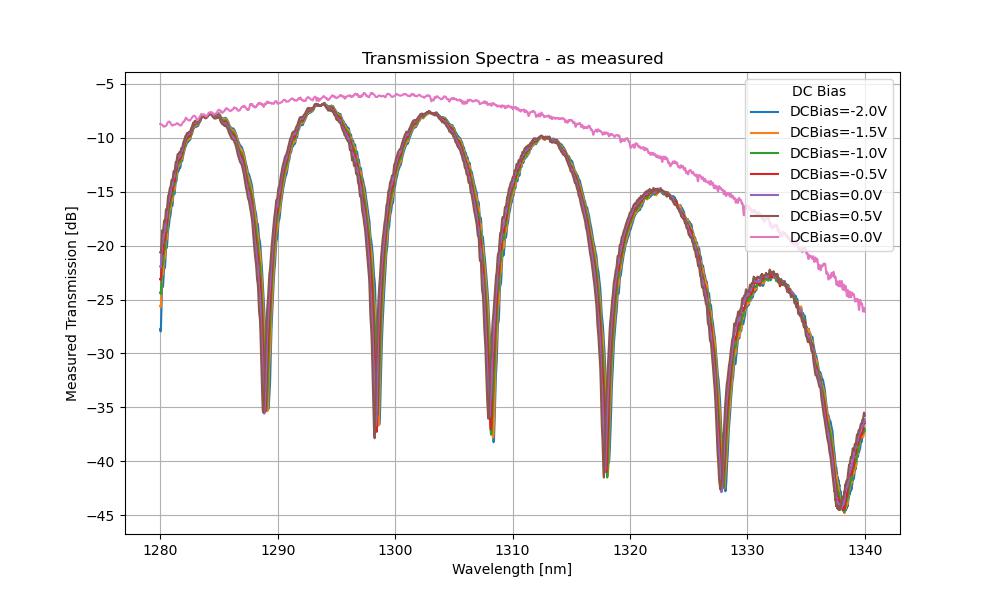 Transmission Spectra - as measured
Measured Transmission [dB]
−5
−10
−15
−20
−25
−30
−35
−40
−45
DC Bias
DCBias=-2.0V
DCBias=-1.5V
DCBias=-1.0V
DCBias=-0.5V
DCBias=0.0V
DCBias=0.5V
DCBias=0.0V
1280 1290 1300 1310 1320 1330 1340
Wavelength [nm]